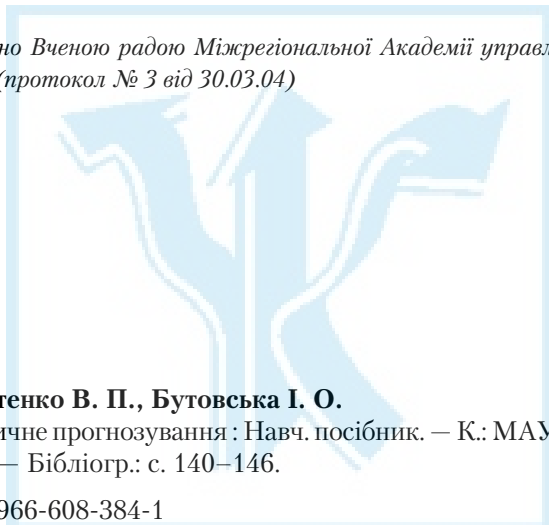 но Вченою радою Міжрегіональної Академії управл
(протокол № 3 від 30.03.04)
тенко В. П., Бутовська І. О.
ичне прогнозування : Навч. посібник. — К.: МАУ
— Бібліогр.: с. 140–146.
966-608-384-1